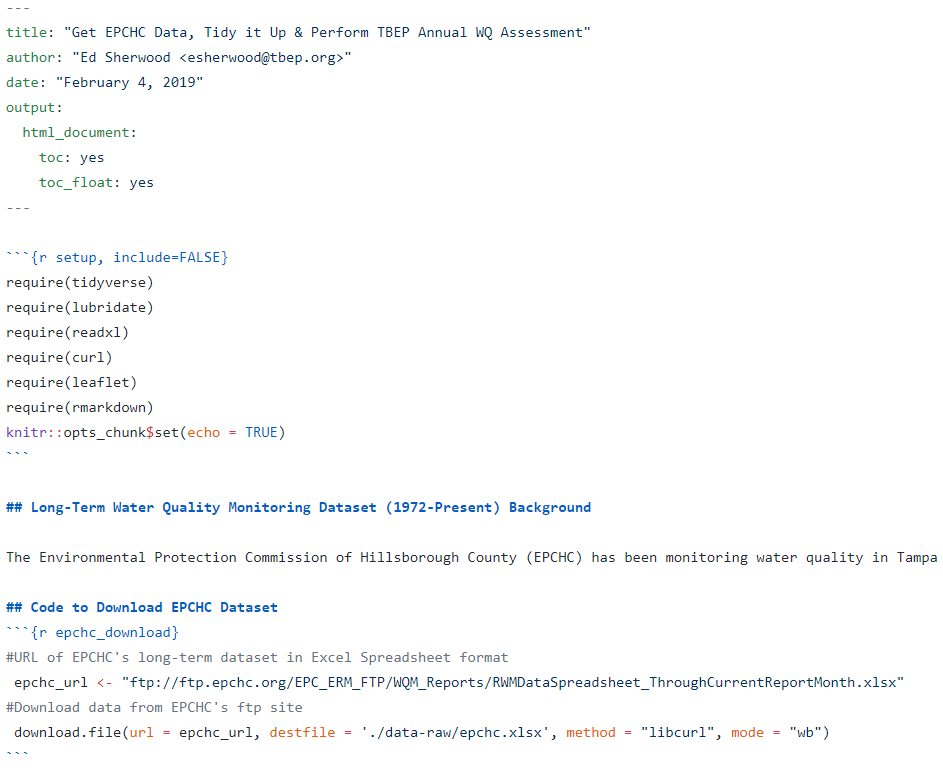 ---
title: "Get EPCHC Data, Tidy it Up & Perform TBEP Annual WQ Assessment"
author: "Ed Sherwood <esherwood@tbep.org>"
date: "February 4, 2019"
output:
  html_document:
    toc: yes
    toc_float: yes
---

```{r setup, include=FALSE}
require(tidyverse)
require(lubridate)
require(readxl)
require(curl)
require(leaflet)
require(rmarkdown)
knitr::opts_chunk$set(echo = TRUE)
```

## Long-Term Water Quality Monitoring Dataset (1972-Present) Background

The Environmental Protection Commission of Hillsborough County (EPCHC) has been monitoring water quality in Tampa

## Code to Download EPCHC Dataset
```{r epchc_download}
#URL of EPCHC's long-term dataset in Excel Spreadsheet format
 epchc_url <- "ftp://ftp.epchc.org/EPC_ERM_FTP/WQM_Reports/RWMDataSpreadsheet_ThroughCurrentReportMonth.xlsx"
#Download data from EPCHC's ftp site
 download.file(url = epchc_url, destfile = './data-raw/epchc.xlsx', method = "libcurl", mode = "wb")
```